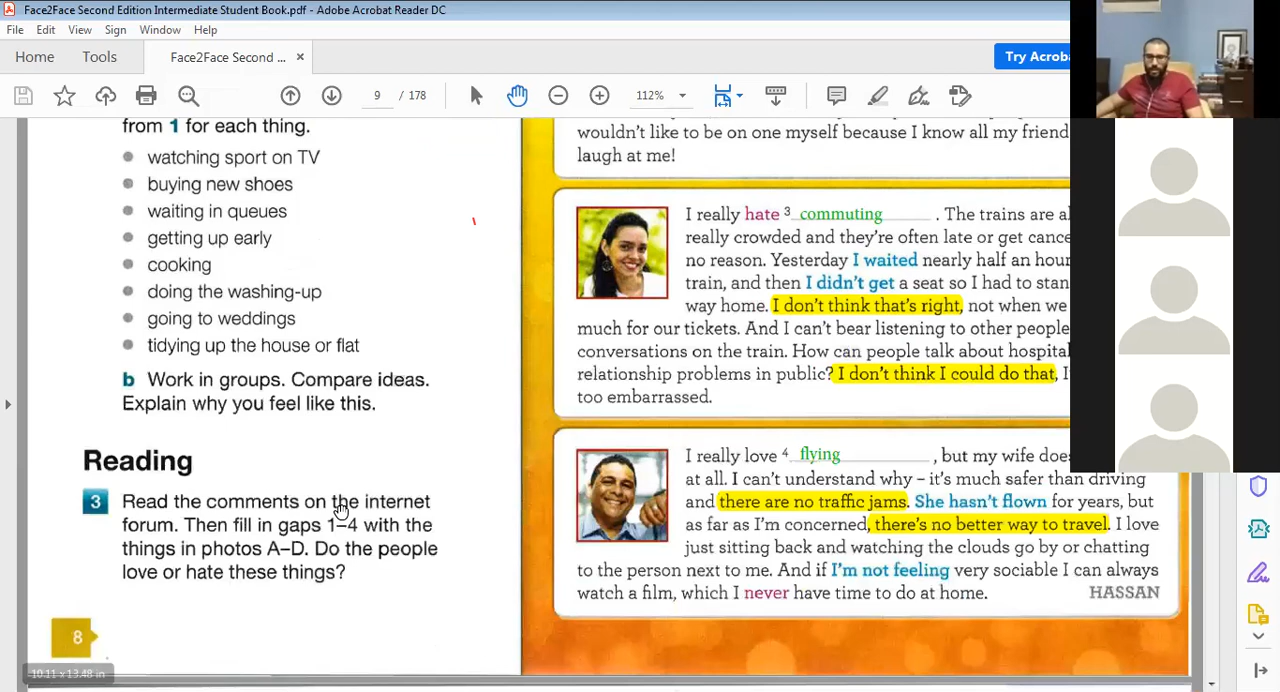 Face2Face Second Edition Intermediate Student Book.pdf - Adobe Acrobat Reader DC
File Edit View Sign Window Help
Home Tools Face2Face Second ... × Try Acroba
9 / 178 112%
from 1 for each thing.
watching sport on TV
buying new shoes
waiting in queues
getting up early
cooking
doing the washing-up
going to weddings
tidying up the house or flat
b Work in groups. Compare ideas.
Explain why you feel like this.
Reading
3 Read the comments on the internet
forum. Then fill in gaps 1–4 with the
things in photos A–D. Do the people
love or hate these things?
8
10.11 x 13.48 in
wouldn't like to be on one myself because I know all my friend
laugh at me!
I really hate 3 commuting . The trains are al
really crowded and they're often late or get cance
no reason. Yesterday I waited nearly half an hour
train, and then I didn't get a seat so I had to stan
way home. I don't think that's right, not when we
much for our tickets. And I can't bear listening to other people
conversations on the train. How can people talk about hospital
relationship problems in public? I don't think I could do that,
too embarrassed.
I really love 4 flying , but my wife does
at all. I can't understand why – it's much safer than driving
and there are no traffic jams. She hasn't flown for years, but
as far as I'm concerned, there's no better way to travel. I love
just sitting back and watching the clouds go by or chatting
to the person next to me. And if I'm not feeling very sociable I can always
watch a film, which I never have time to do at home. HASSAN